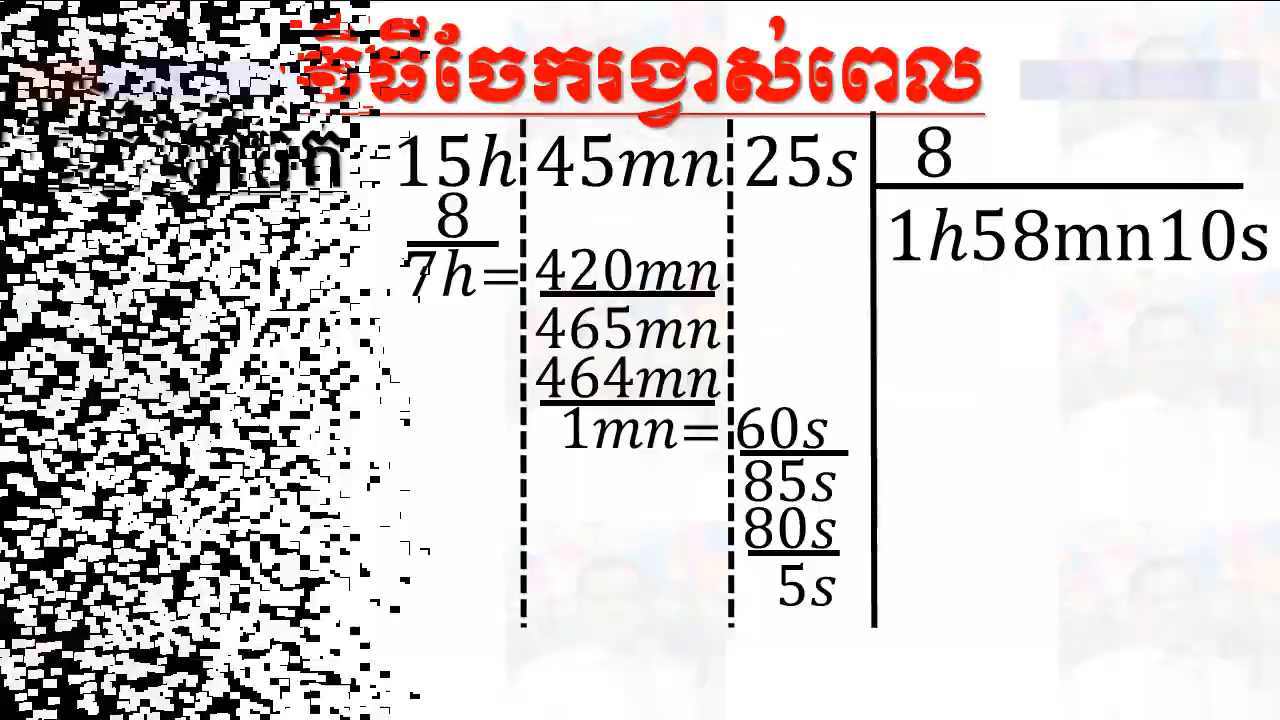 វិធីចែករង្វាស់ពេល
15h 45mn 25s 8
8 1h58mn10s
7h= 420mn
465mn
464mn
1mn= 60s
85s
80s
5s